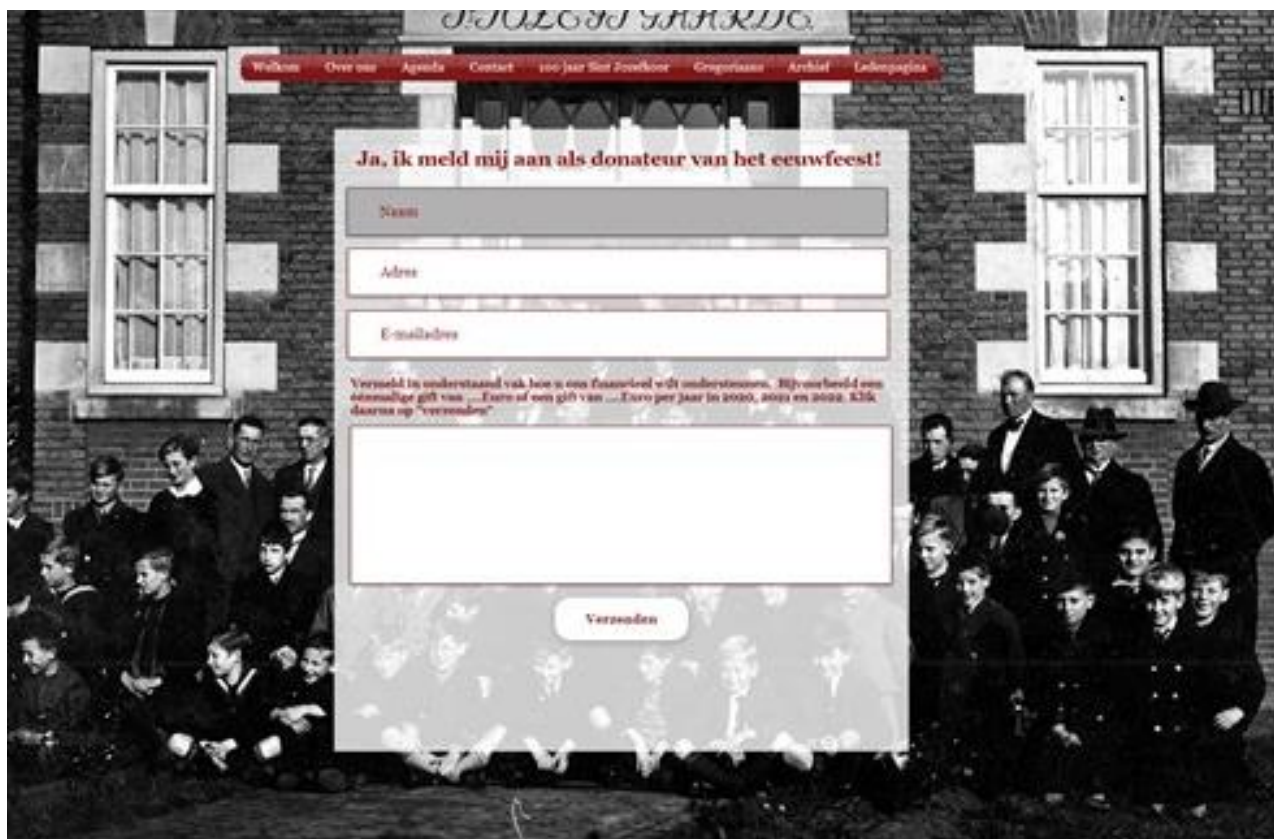 Welkom Over ons Agenda Contact 100 jaar Sint Jozefkoor Gregoriaans Archief Ledenpagina
Ja, ik meld mij aan als donateur van het eeuwfeest!
Naam
Adres
E-mailadres
Vermeld in onderstaand vak hoe u ons financieel wilt ondersteunen. Bijvoorbeeld een
eenmalige gift van ....Euro of een gift van ....Euro per jaar in 2020, 2021 en 2022. Klik
daarna op "verzenden"
Verzenden